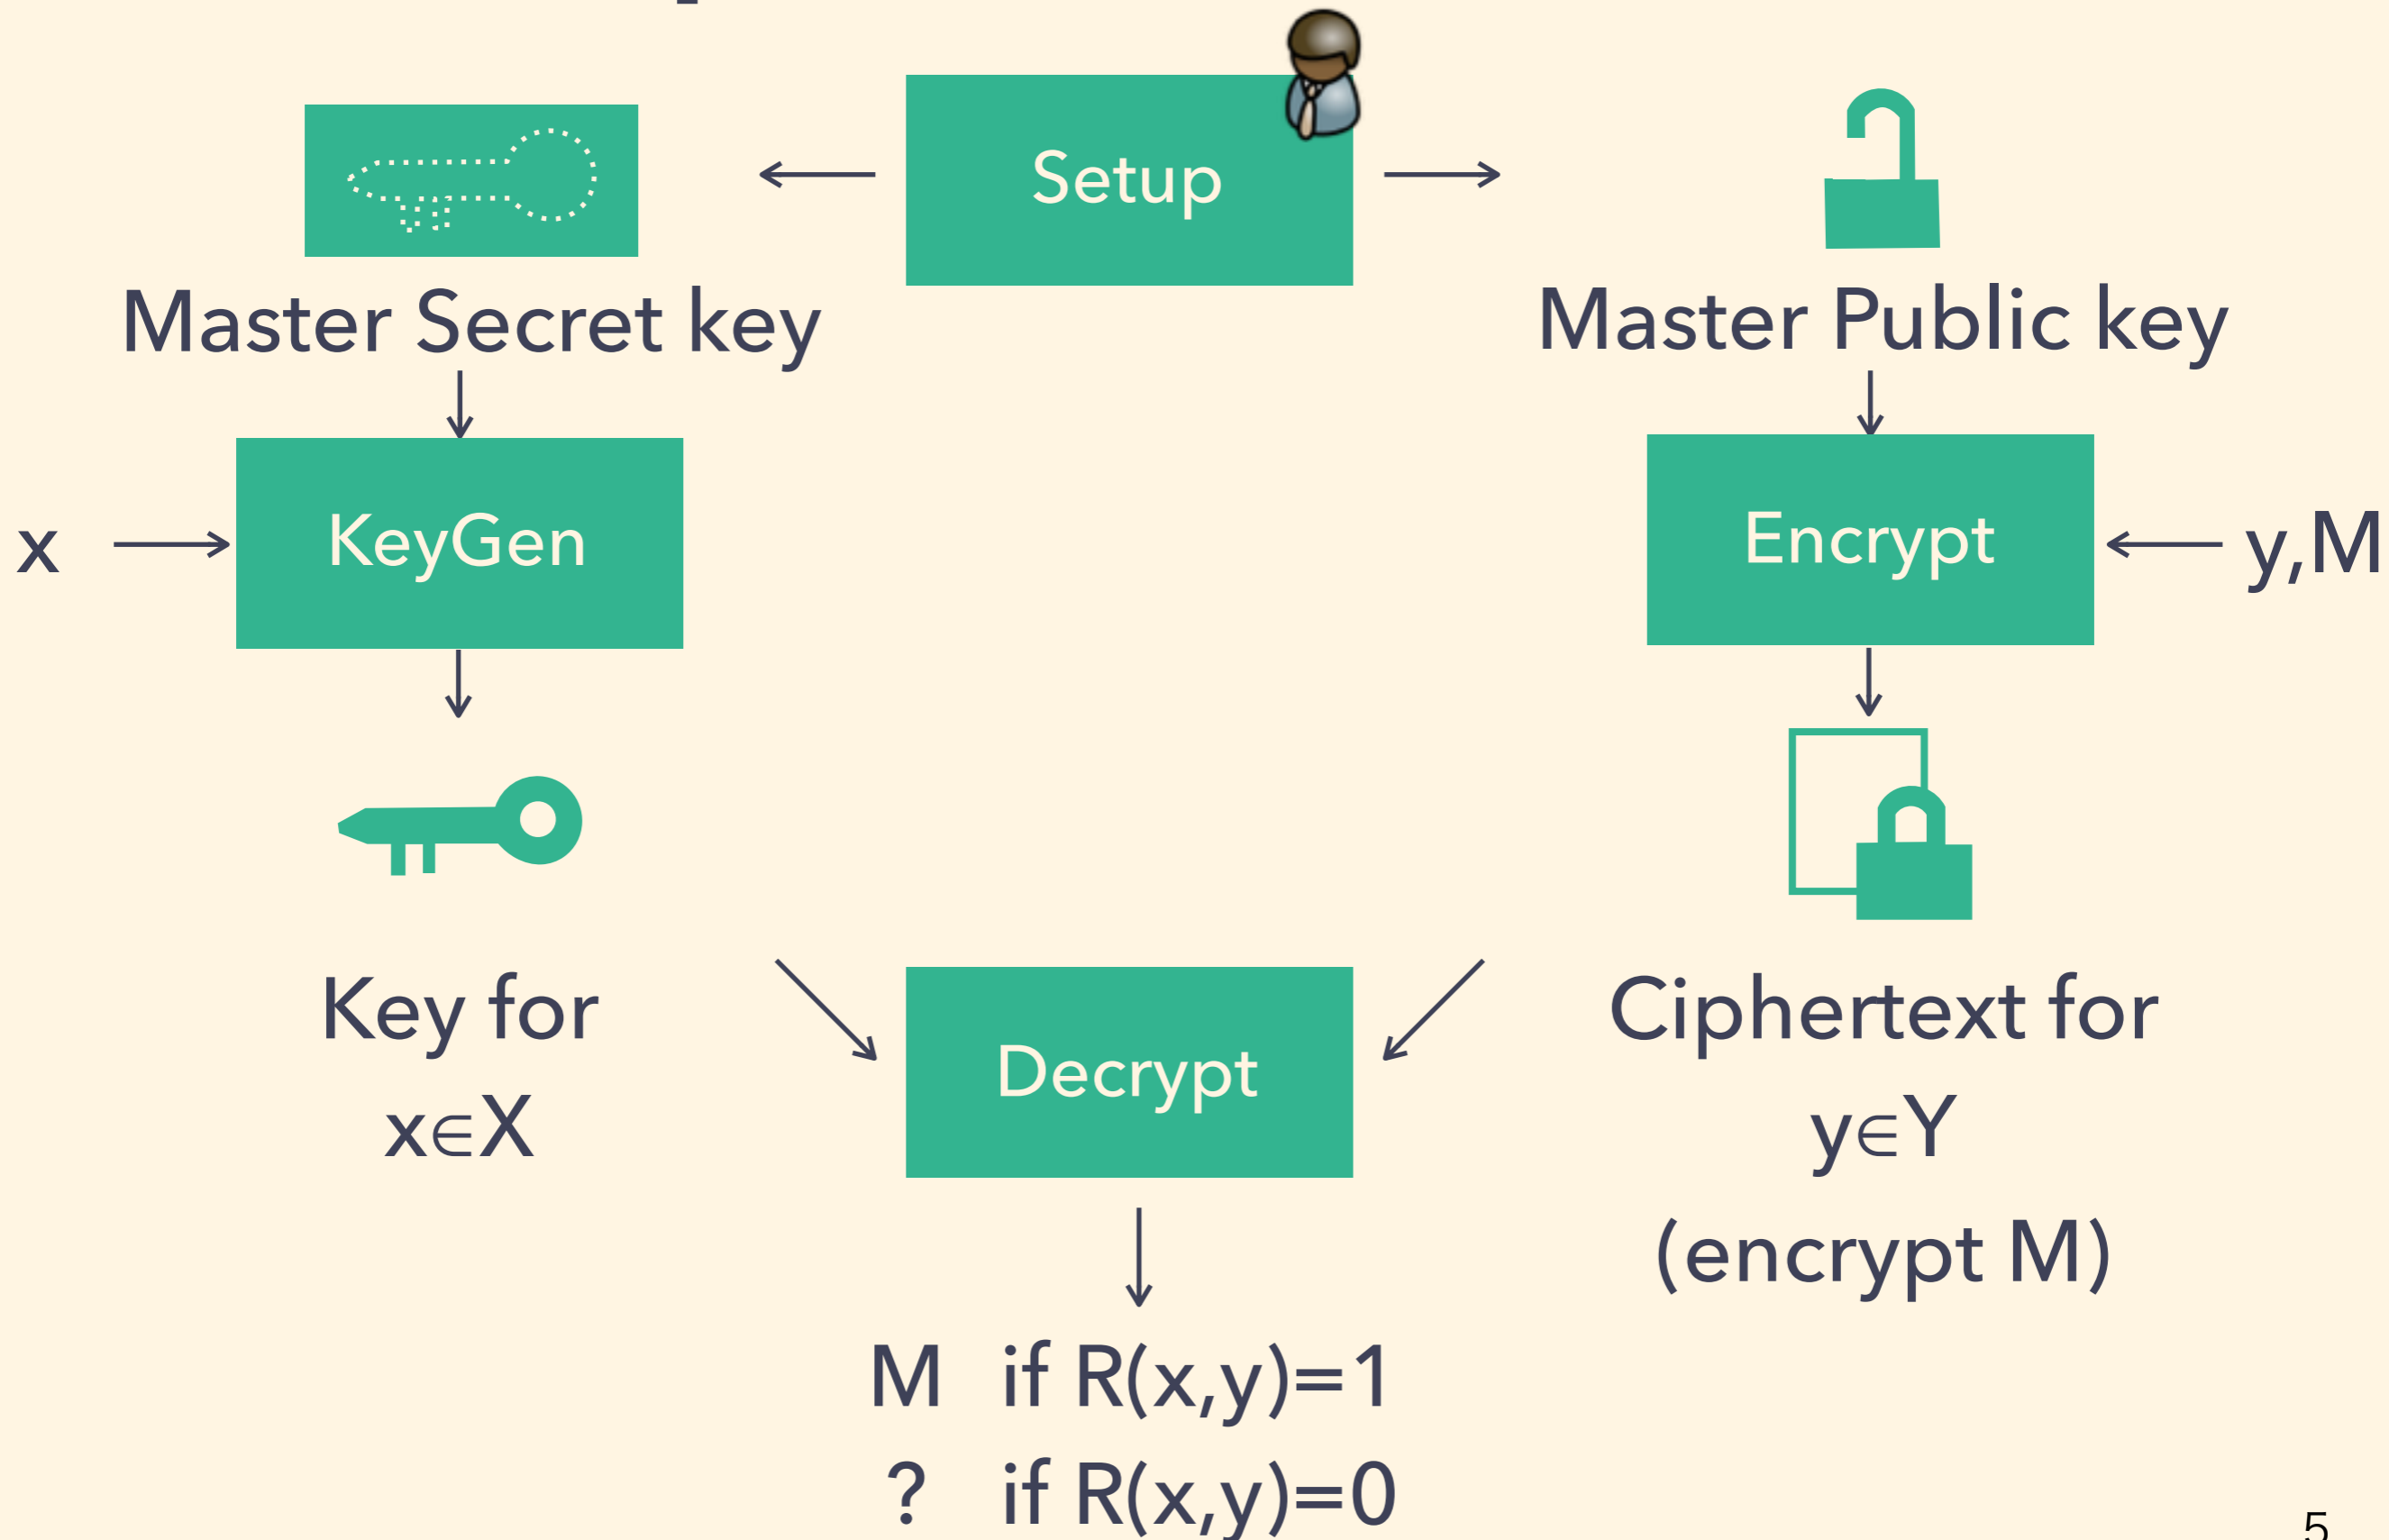 Setup
Master Secret key
Master Public key
x
KeyGen
Encrypt
y,M
Key for
x∈X
Ciphertext for
y∈Y
(encrypt M)
Decrypt
M if R(x,y)=1
? if R(x,y)=0
5